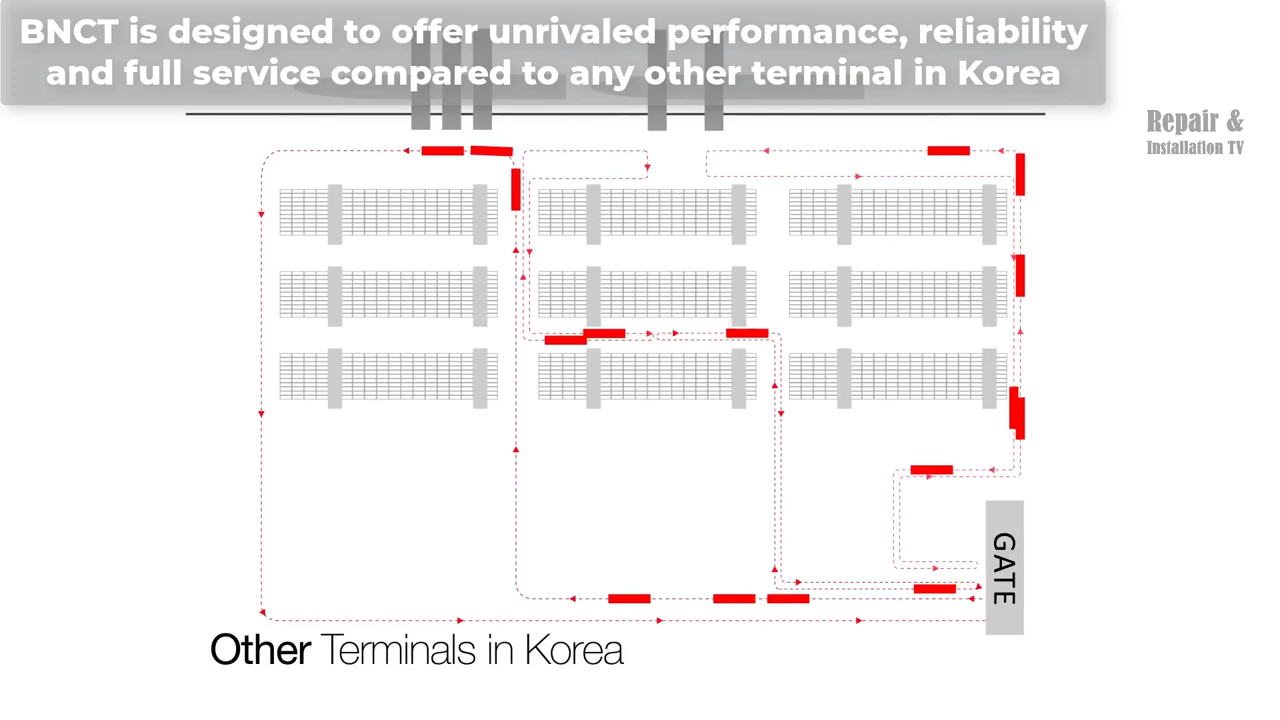 BNCT is designed to offer unrivaled performance, reliability
and full service compared to any other terminal in Korea
Repair &
Installation TV
GATE
Other Terminals in Korea